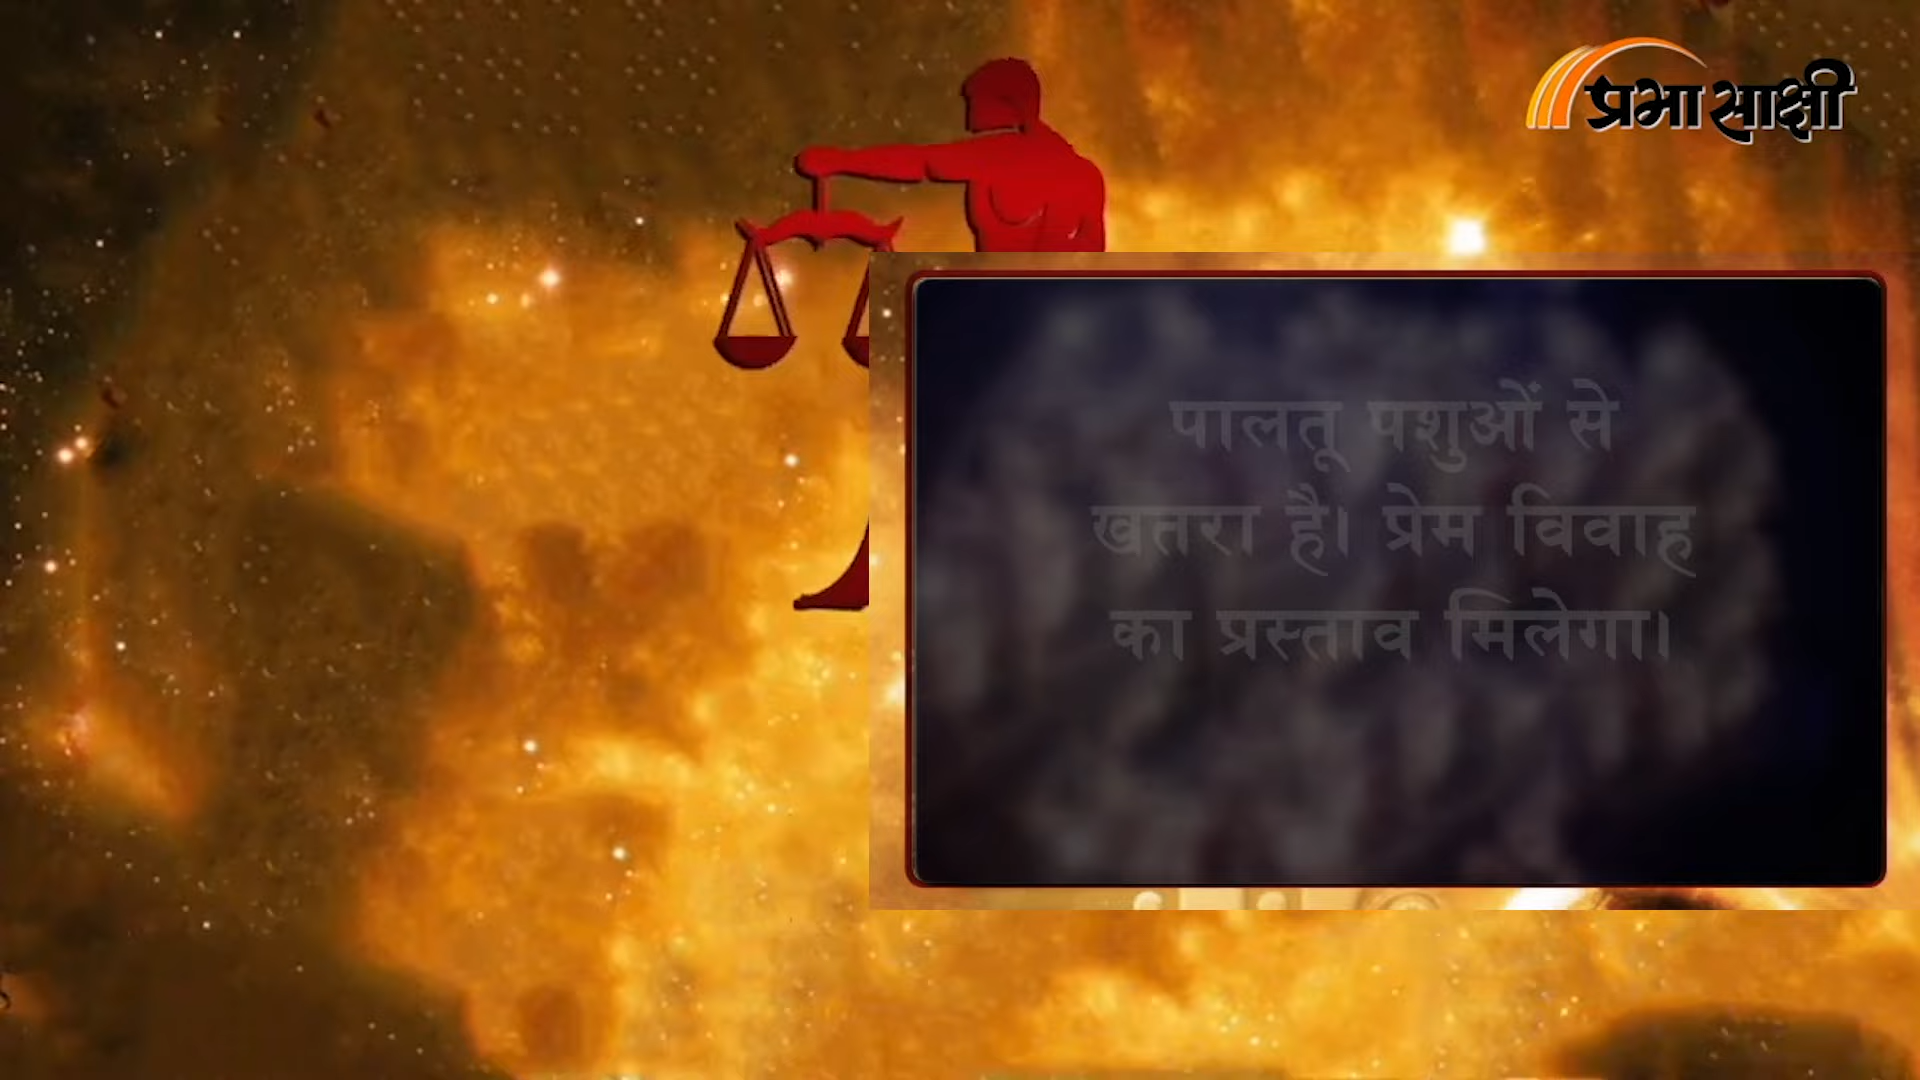 प्रभासाक्षी
पालतू पशुओं से
खतरा है। प्रेम विवाह
का प्रस्ताव मिलेगा।